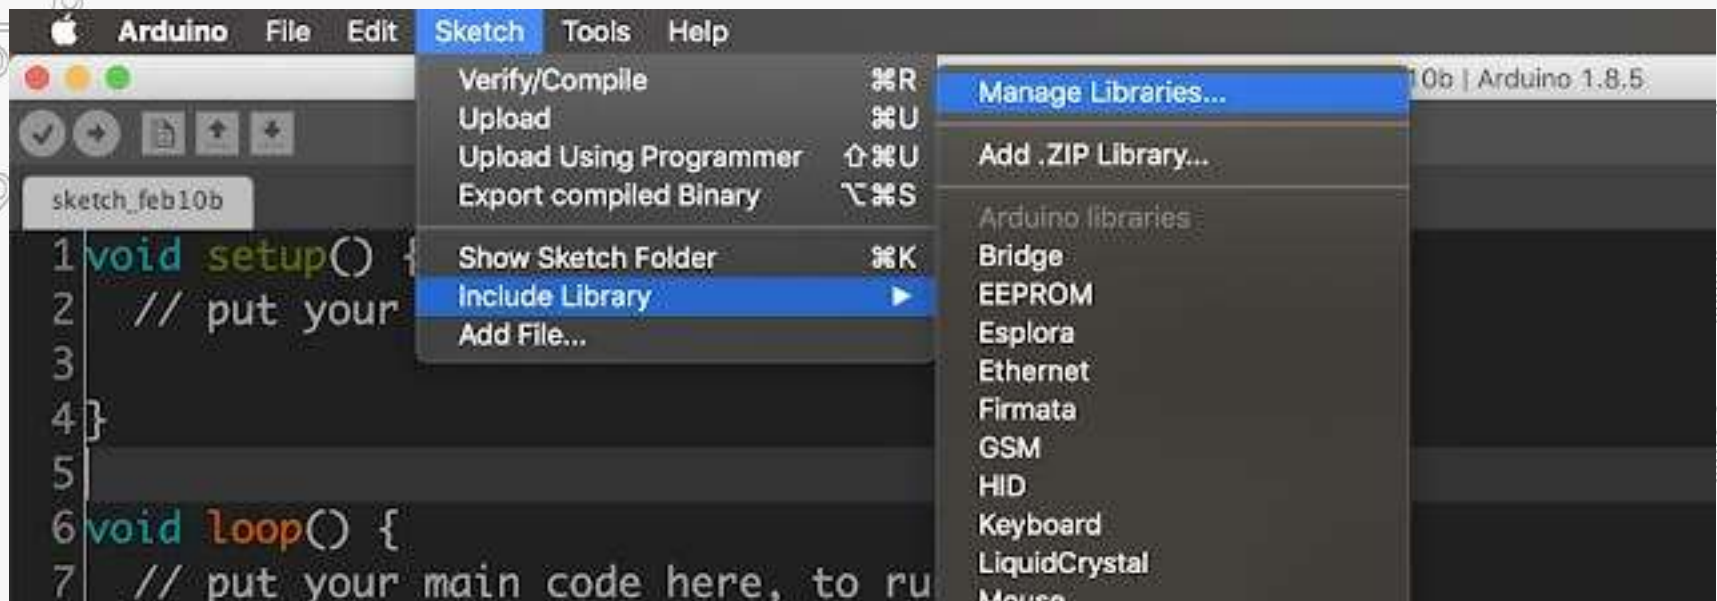 Arduino File Edit Sketch Tools Help
10b | Arduino 1.8.5
Verify/Compile ⌘R
Upload ⌘U
Upload Using Programmer ⇧⌘U
Export compiled Binary ⌥⌘S
Show Sketch Folder ⌘K
Include Library ▶
Add File...
Manage Libraries...
Add .ZIP Library...
Arduino libraries
Bridge
EEPROM
Esplora
Ethernet
Firmata
GSM
HID
Keyboard
LiquidCrystal
Mouse
sketch_feb10b
1 void setup() {
2 // put your
3
4 }
5
6 void loop() {
7 // put your main code here, to ru